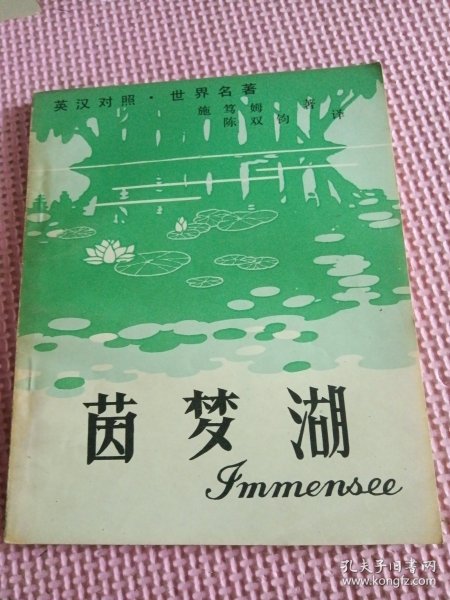 英汉对照·世界名著
施笃姆 著
陈双钧 译
茵梦湖
Immensee
孔夫子旧书网
www.kongfz.com